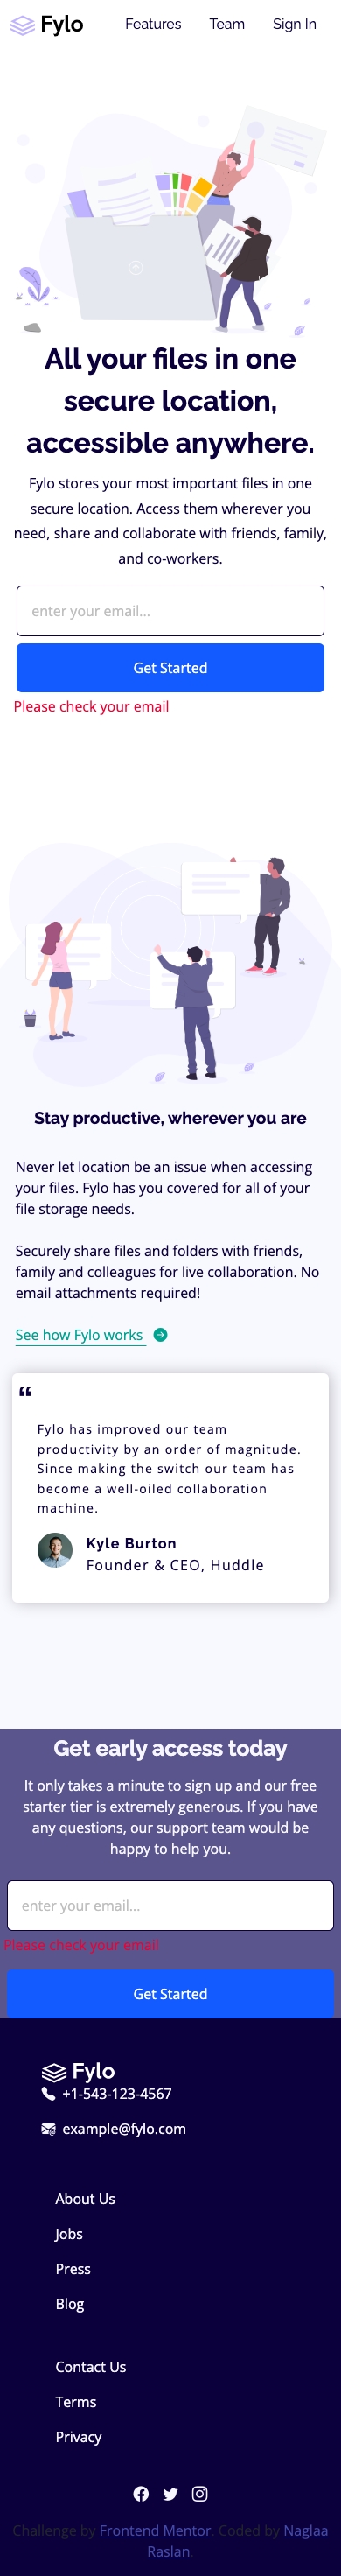 Fylo
Features Team Sign In
All your files in one
secure location,
accessible anywhere.
Fylo stores your most important files in one
secure location. Access them wherever you
need, share and collaborate with friends, family,
and co-workers.
enter your email...
Get Started
Please check your email
Stay productive, wherever you are
Never let location be an issue when accessing
your files. Fylo has you covered for all of your
file storage needs.
Securely share files and folders with friends,
family and colleagues for live collaboration. No
email attachments required!
See how Fylo works
“
Fylo has improved our team
productivity by an order of magnitude.
Since making the switch our team has
become a well-oiled collaboration
machine.
Kyle Burton
Founder & CEO, Huddle
Get early access today
It only takes a minute to sign up and our free
starter tier is extremely generous. If you have
any questions, our support team would be
happy to help you.
enter your email...
Please check your email
Get Started
Fylo
+1-543-123-4567
example@fylo.com
About Us
Jobs
Press
Blog
Contact Us
Terms
Privacy
Challenge by Frontend Mentor. Coded by Naglaa
Raslan.